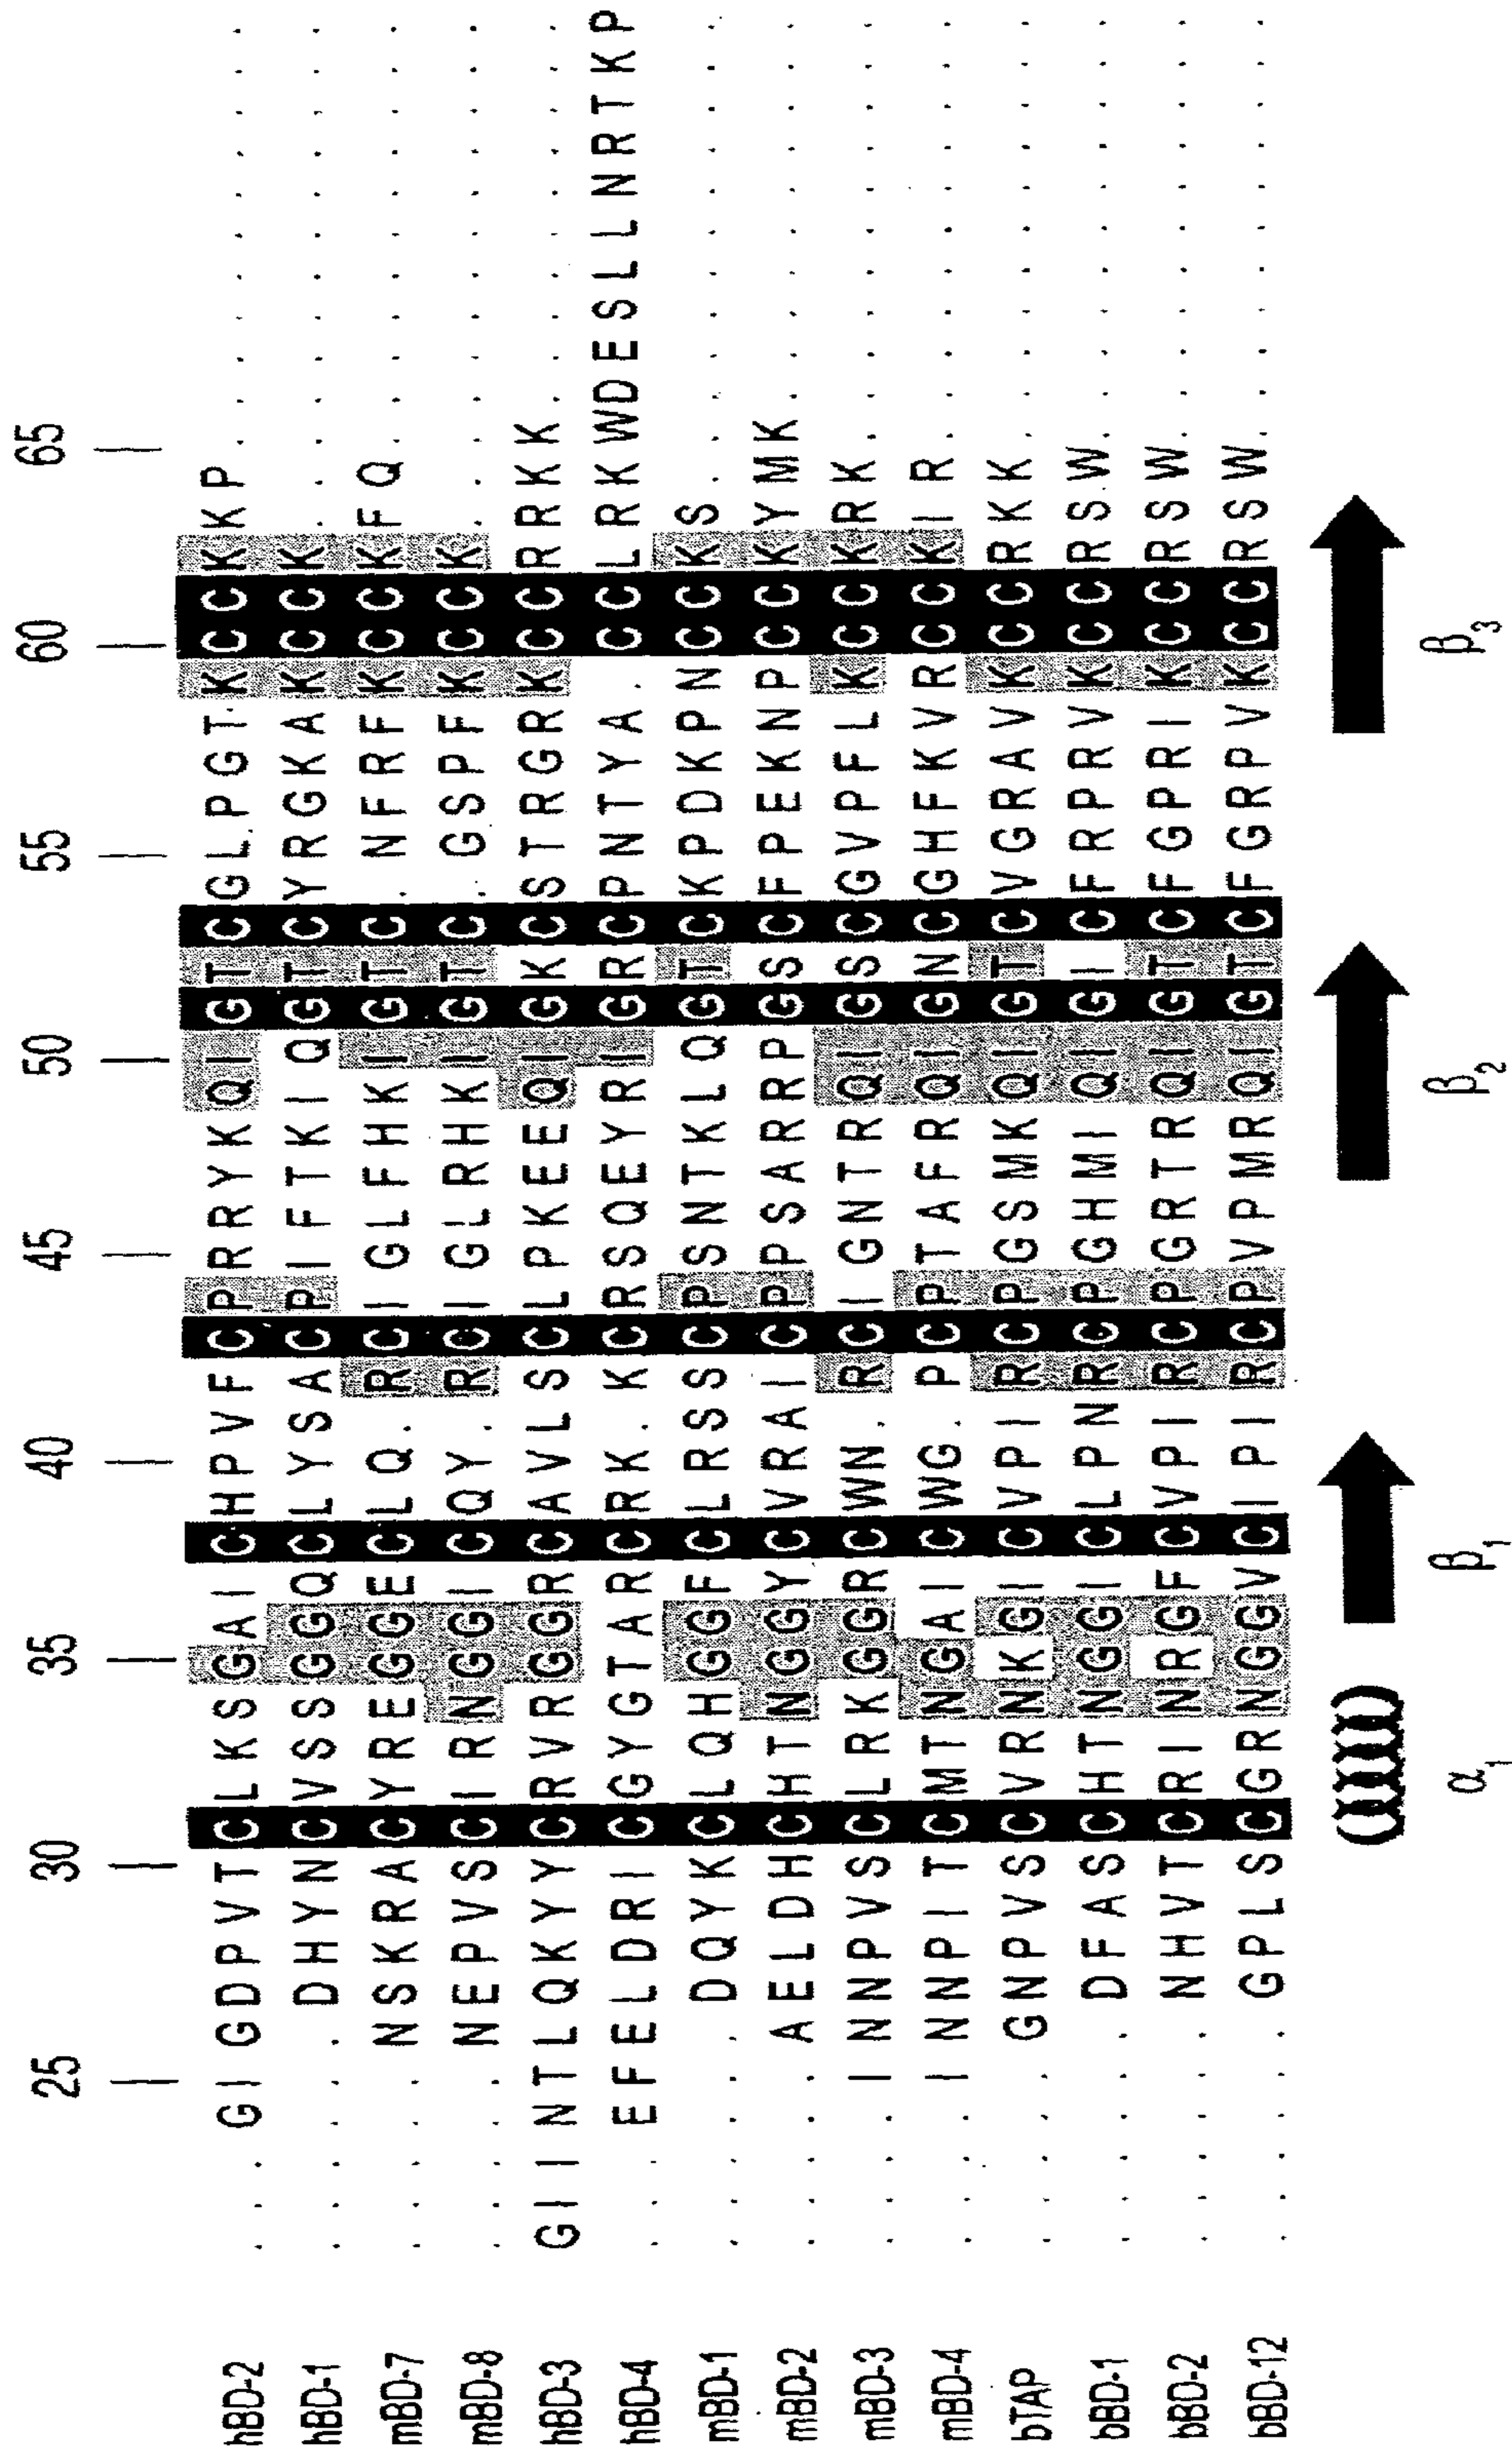 25 30 35 40 45 50 55 60 65
hBD-2 . . . G I G D P V T C L K S G A I C H P V F C P R R Y K Q I G T C G L P G T K C C K K P . . . . . . . . . . .
hBD-1 . . . . . . D H Y N C V S S G G Q C L Y S A C P I F T K I Q G T C Y R G K A K C C K . . . . . . . . . . . . .
mBD-7 . . . . . N S K R A C Y R E G G E C L Q . R C I G L F H K I G T C . N F R F K C C K F Q . . . . . . . . . . .
mBD-8 . . . . . N E P V S C I R N G G I C Q Y . R C I G L R H K I G T C . G S P F K C C K . . . . . . . . . . . . .
hBD-3 G I I N T L Q K Y Y C R V R G G R C A V L S C L P K E E Q I G K C S T R G R K C C R R K K . . . . . . . . . .
hBD-4 . . . E F E L D R I C G Y G T A R C R K . K C R S Q E Y R I G R C P N T Y A . C C L R K W D E S L L N R T K P
mBD-1 . . . . . . D Q Y K C L Q H G G F C L R S S C P S N T K L Q G T C K P D K P N C C K S . . . . . . . . . . . .
mBD-2 . . . . . A E L D H C H T N G G Y C V R A I C P P S A R R P G S C F P E K N P C C K Y M K . . . . . . . . . .
mBD-3 . . . . I N N P V S C L R K G G R C W N . R C I G N T R Q I G S C G V P F L K C C K R K . . . . . . . . . . .
mBD-4 . . . . I N N P I T C M T N G A I C W G . P C P T A F R Q I G N C G H F K V R C C K I R . . . . . . . . . . .
bTAP . . . . . G N P V S C V R N K G I C V P I R C P G S M K Q I G T C V G R A V K C C R K K . . . . . . . . . . .
bBD-1 . . . . . . D F A S C H T N G G I C L P N R C P G H M I Q I G I C F R P R V K C C R S W . . . . . . . . . . .
bBD-2 . . . . . . N H V T C R I N R G F C V P I R C P G R T R Q I G T C F G P R I K C C R S W . . . . . . . . . . .
bBD-12 . . . . . . G P L S C G R N G G V C I P I R C P V P M R Q I G T C F G R P V K C C R S W . . . . . . . . . . .
α1 β1 β2 β3